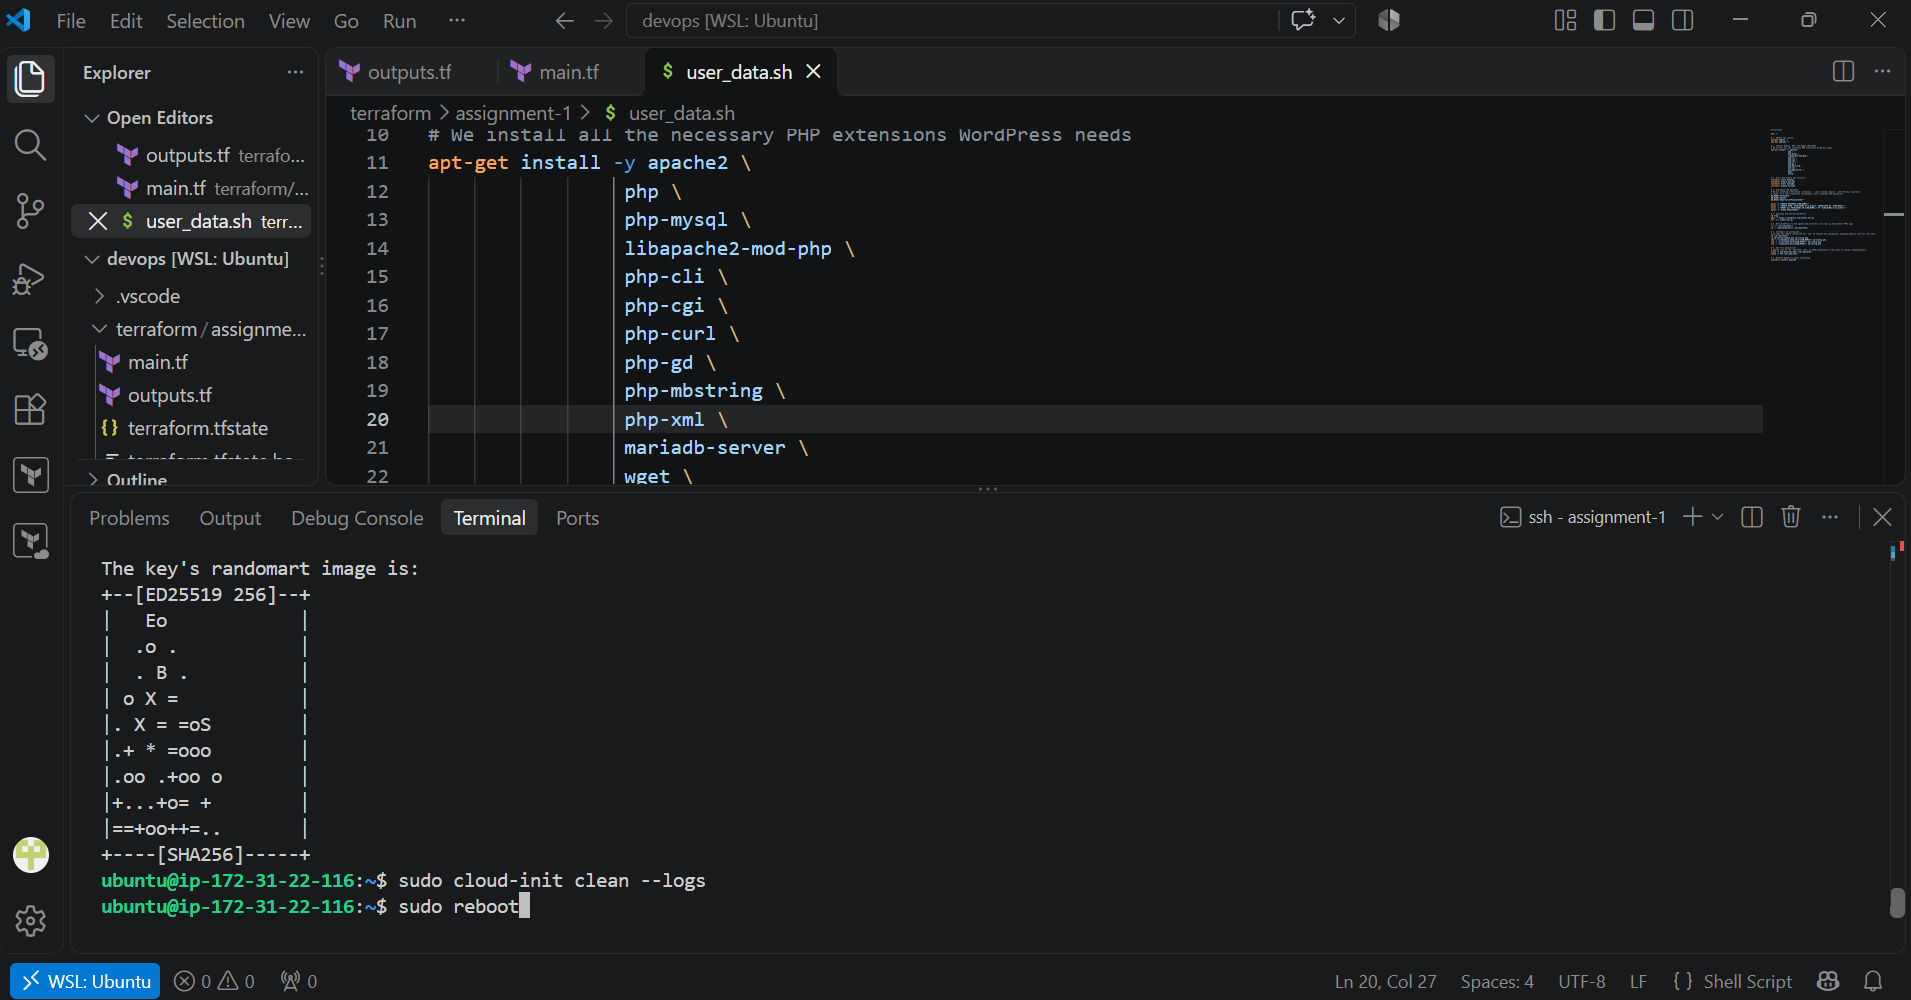 File Edit Selection View Go Run ···
devops [WSL: Ubuntu]
Explorer ···
Open Editors
outputs.tf terrafo...
main.tf terraform/...
$ user_data.sh terr...
devops [WSL: Ubuntu]
.vscode
terraform/assignme...
main.tf
outputs.tf
{} terraform.tfstate
Outline
outputs.tf main.tf $ user_data.sh
terraform > assignment-1 > $ user_data.sh
10 # We install all the necessary PHP extensions WordPress needs
11 apt-get install -y apache2 \
12 php \
13 php-mysql \
14 libapache2-mod-php \
15 php-cli \
16 php-cgi \
17 php-curl \
18 php-gd \
19 php-mbstring \
20 php-xml \
21 mariadb-server \
22 wget \
Problems Output Debug Console Terminal Ports
ssh - assignment-1
The key's randomart image is:
+--[ED25519 256]--+
|   Eo            |
|  .o .           |
|  . B .          |
| o X =           |
|. X = =oS        |
|.+ * =ooo        |
|.oo .+oo o       |
|+...+o= +        |
|==+oo++=..       |
+----[SHA256]-----+
ubuntu@ip-172-31-22-116:~$ sudo cloud-init clean --logs
ubuntu@ip-172-31-22-116:~$ sudo reboot
WSL: Ubuntu 0 0 0
Ln 20, Col 27 Spaces: 4 UTF-8 LF {} Shell Script